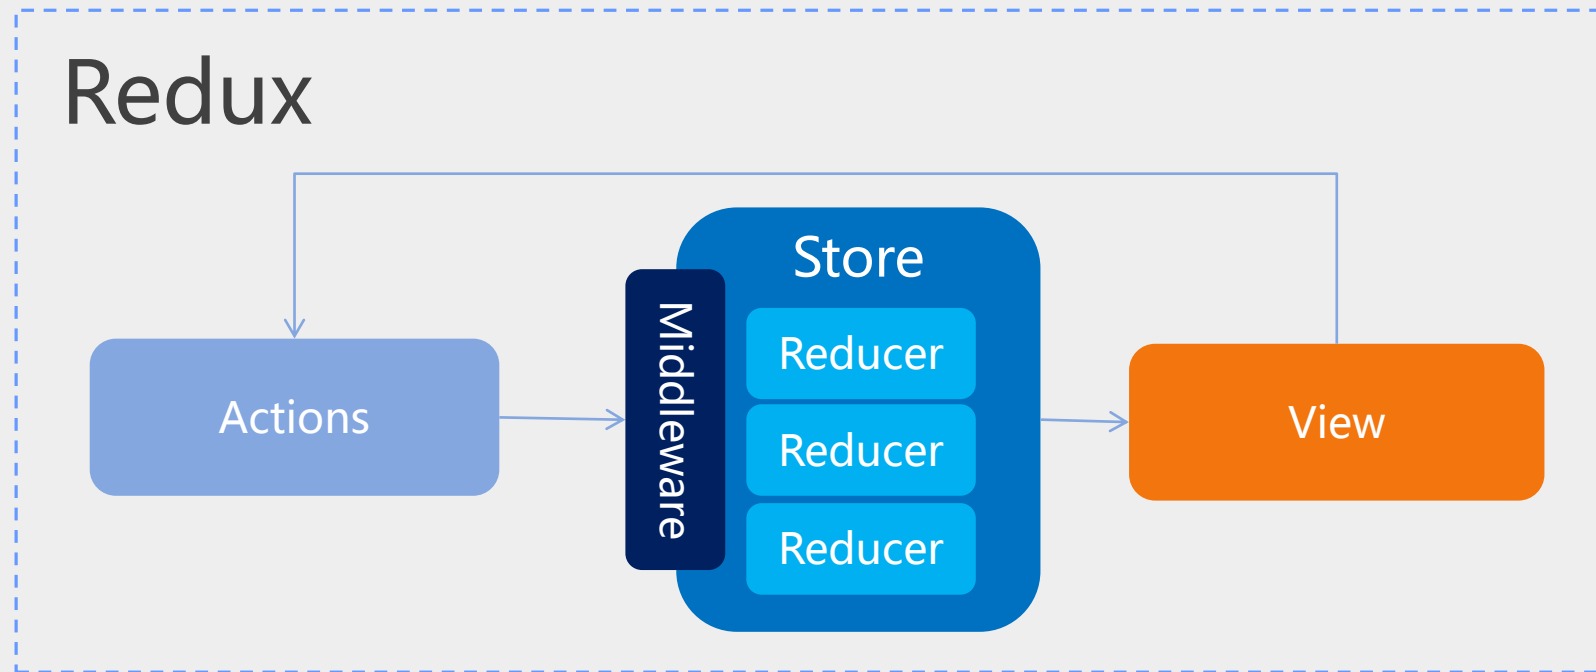 Redux
Actions
Middleware
Store
Reducer
Reducer
Reducer
View